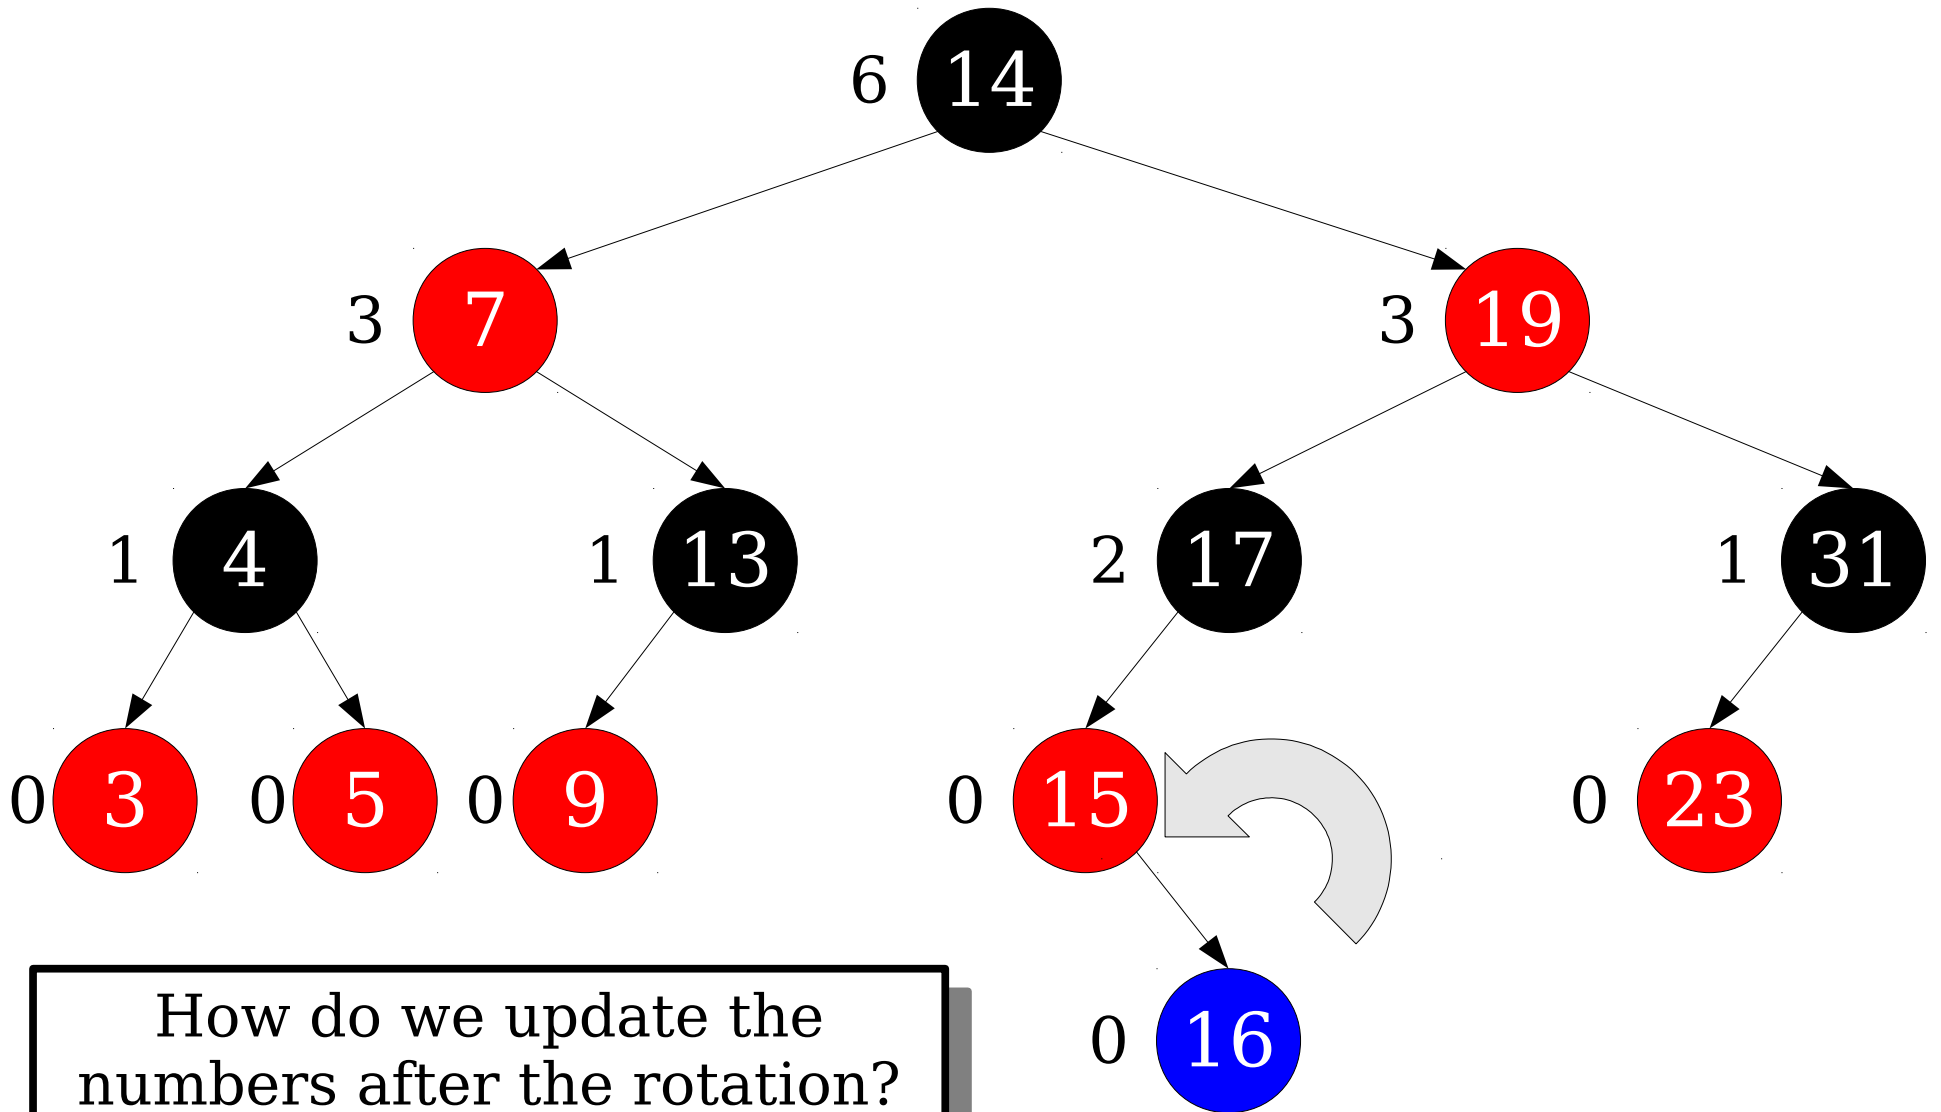 6 14
3 7 3 19
1 4 1 13 2 17 1 31
0 3 0 5 0 9 0 15 0 23
0 16
How do we update the
numbers after the rotation?